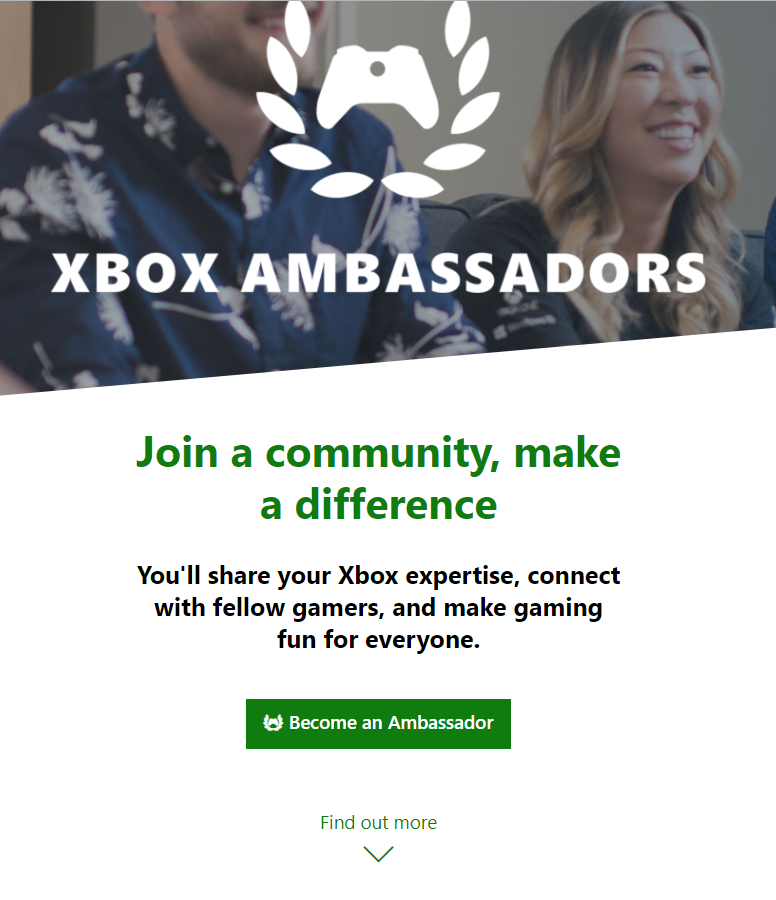 XBOX AMBASSADORS
Join a community, make
a difference
You'll share your Xbox expertise, connect
with fellow gamers, and make gaming
fun for everyone.
Become an Ambassador
Find out more